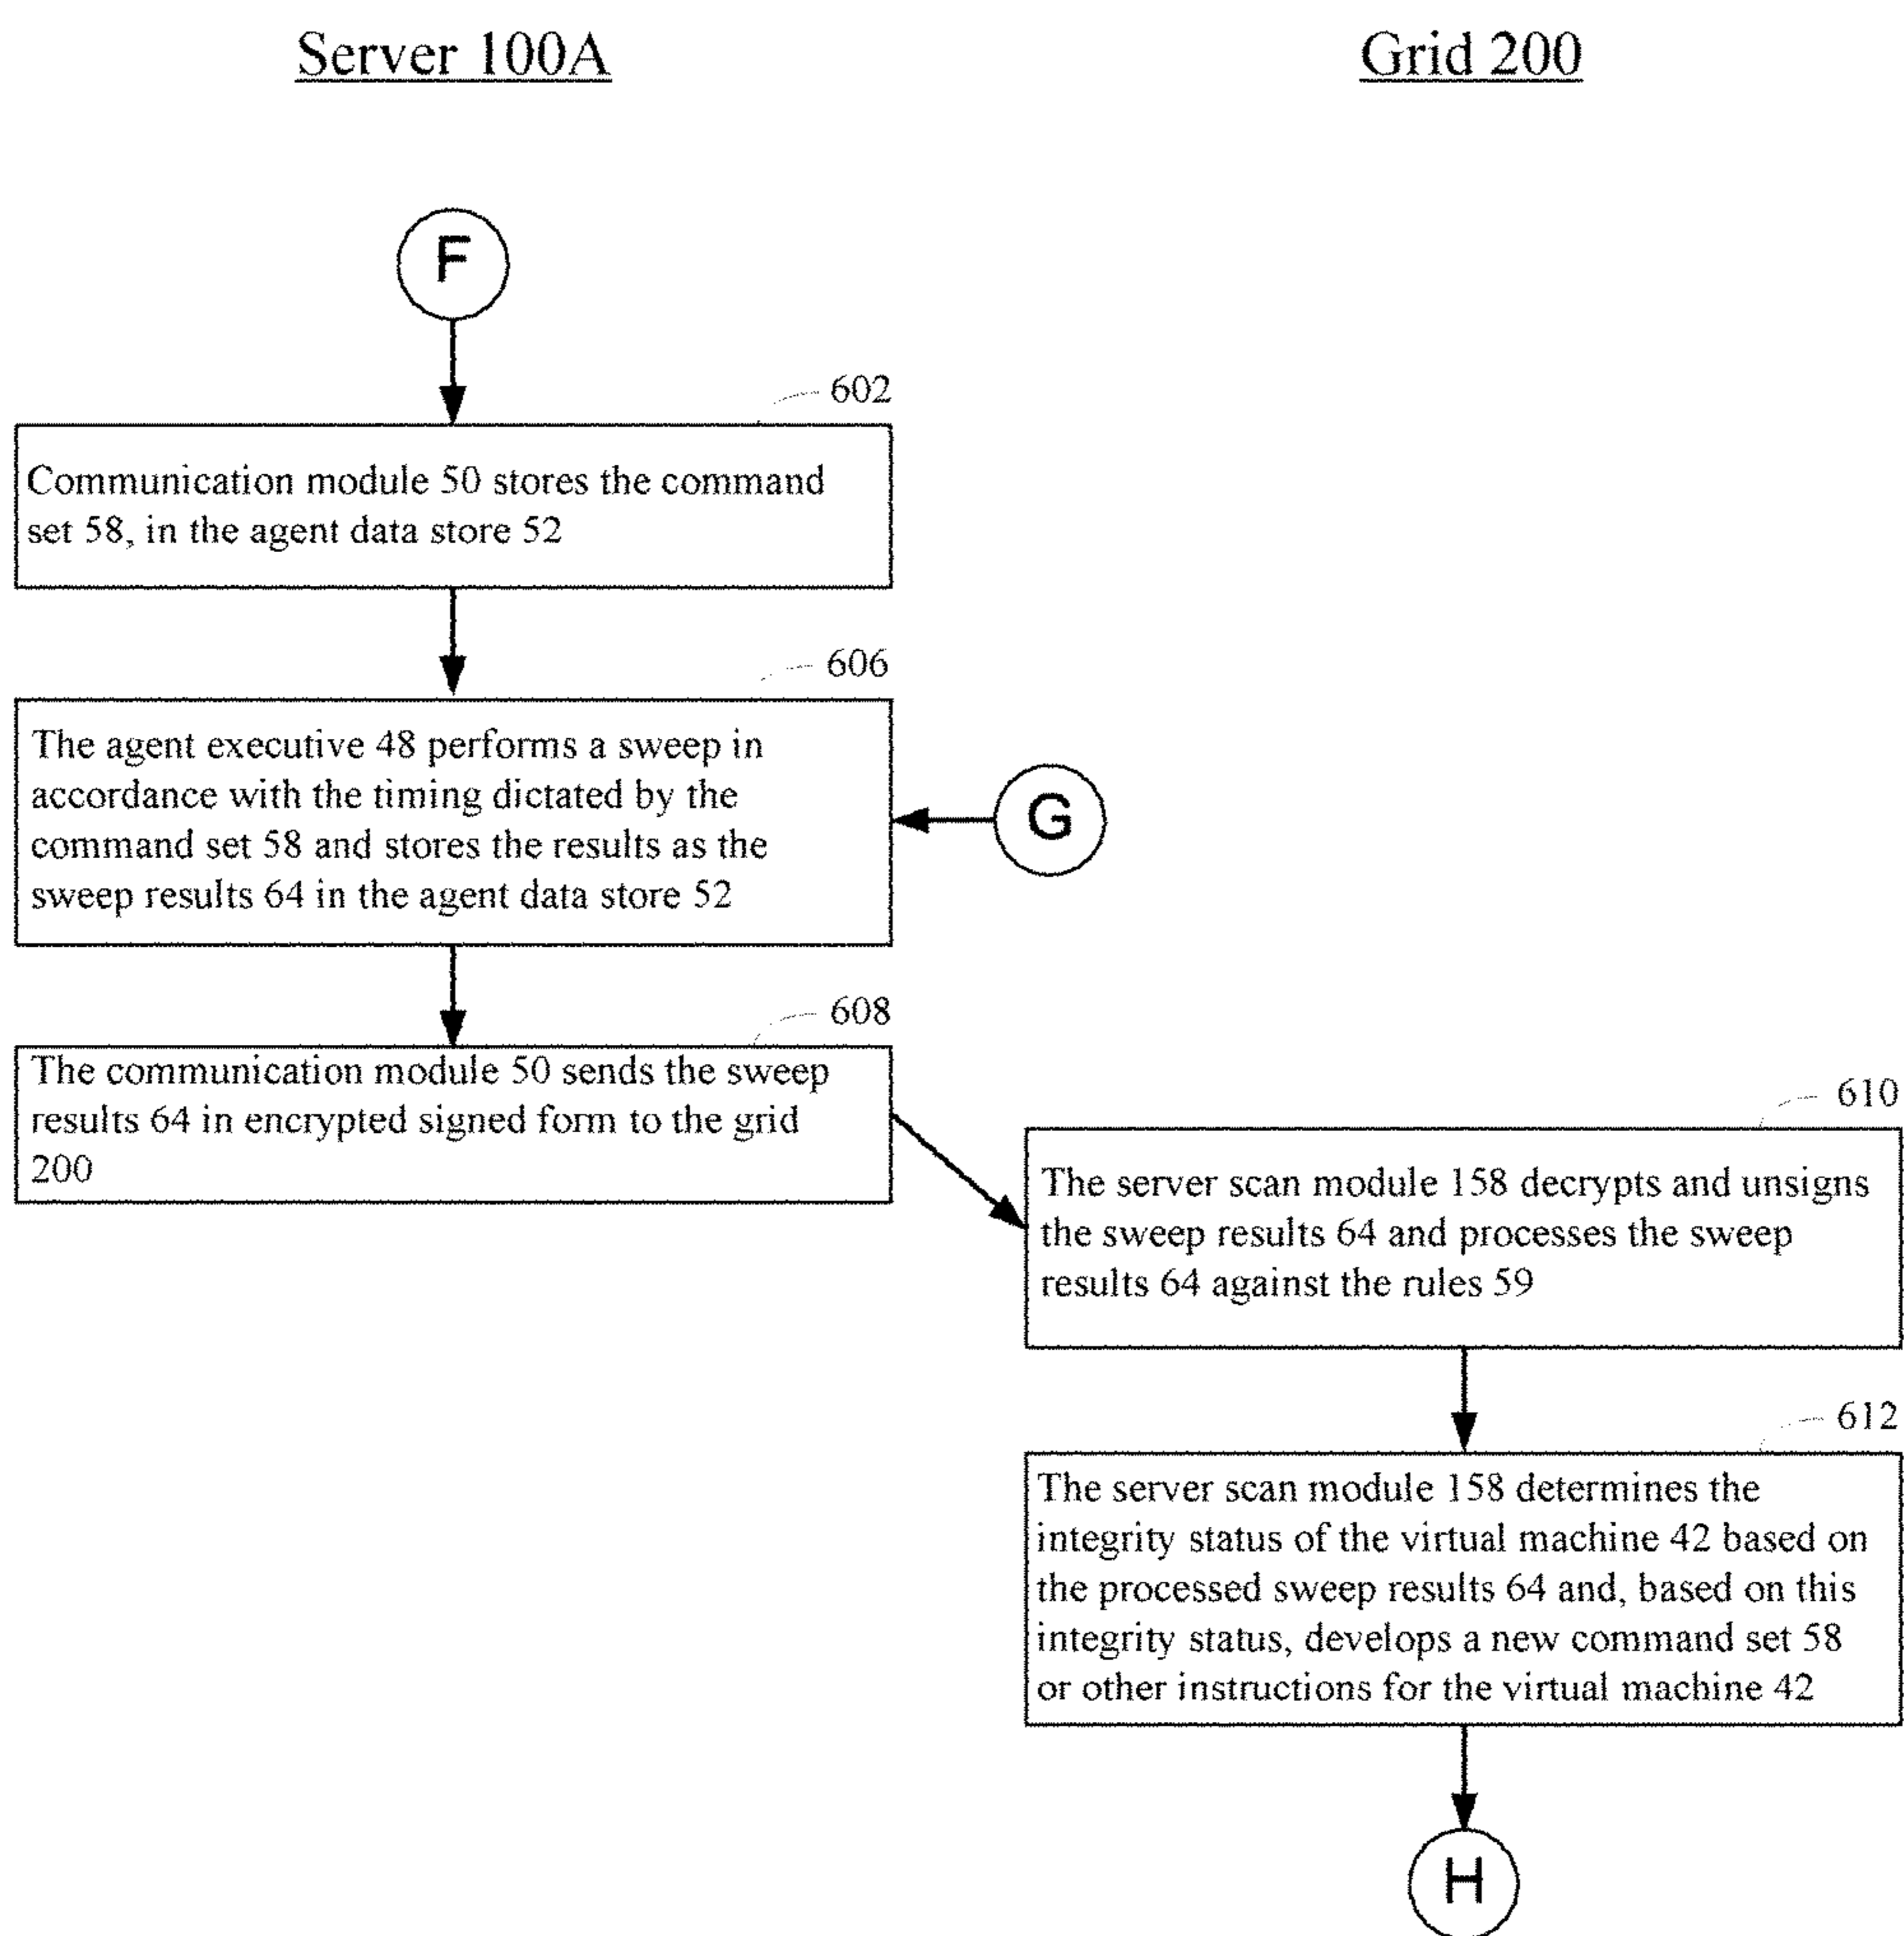 Server 100A
Grid 200
F
602
Communication module 50 stores the command
set 58, in the agent data store 52
606
The agent executive 48 performs a sweep in
accordance with the timing dictated by the
command set 58 and stores the results as the
sweep results 64 in the agent data store 52
G
608
The communication module 50 sends the sweep
results 64 in encrypted signed form to the grid
200
610
The server scan module 158 decrypts and unsigns
the sweep results 64 and processes the sweep
results 64 against the rules 59
612
The server scan module 158 determines the
integrity status of the virtual machine 42 based on
the processed sweep results 64 and, based on this
integrity status, develops a new command set 58
or other instructions for the virtual machine 42
H